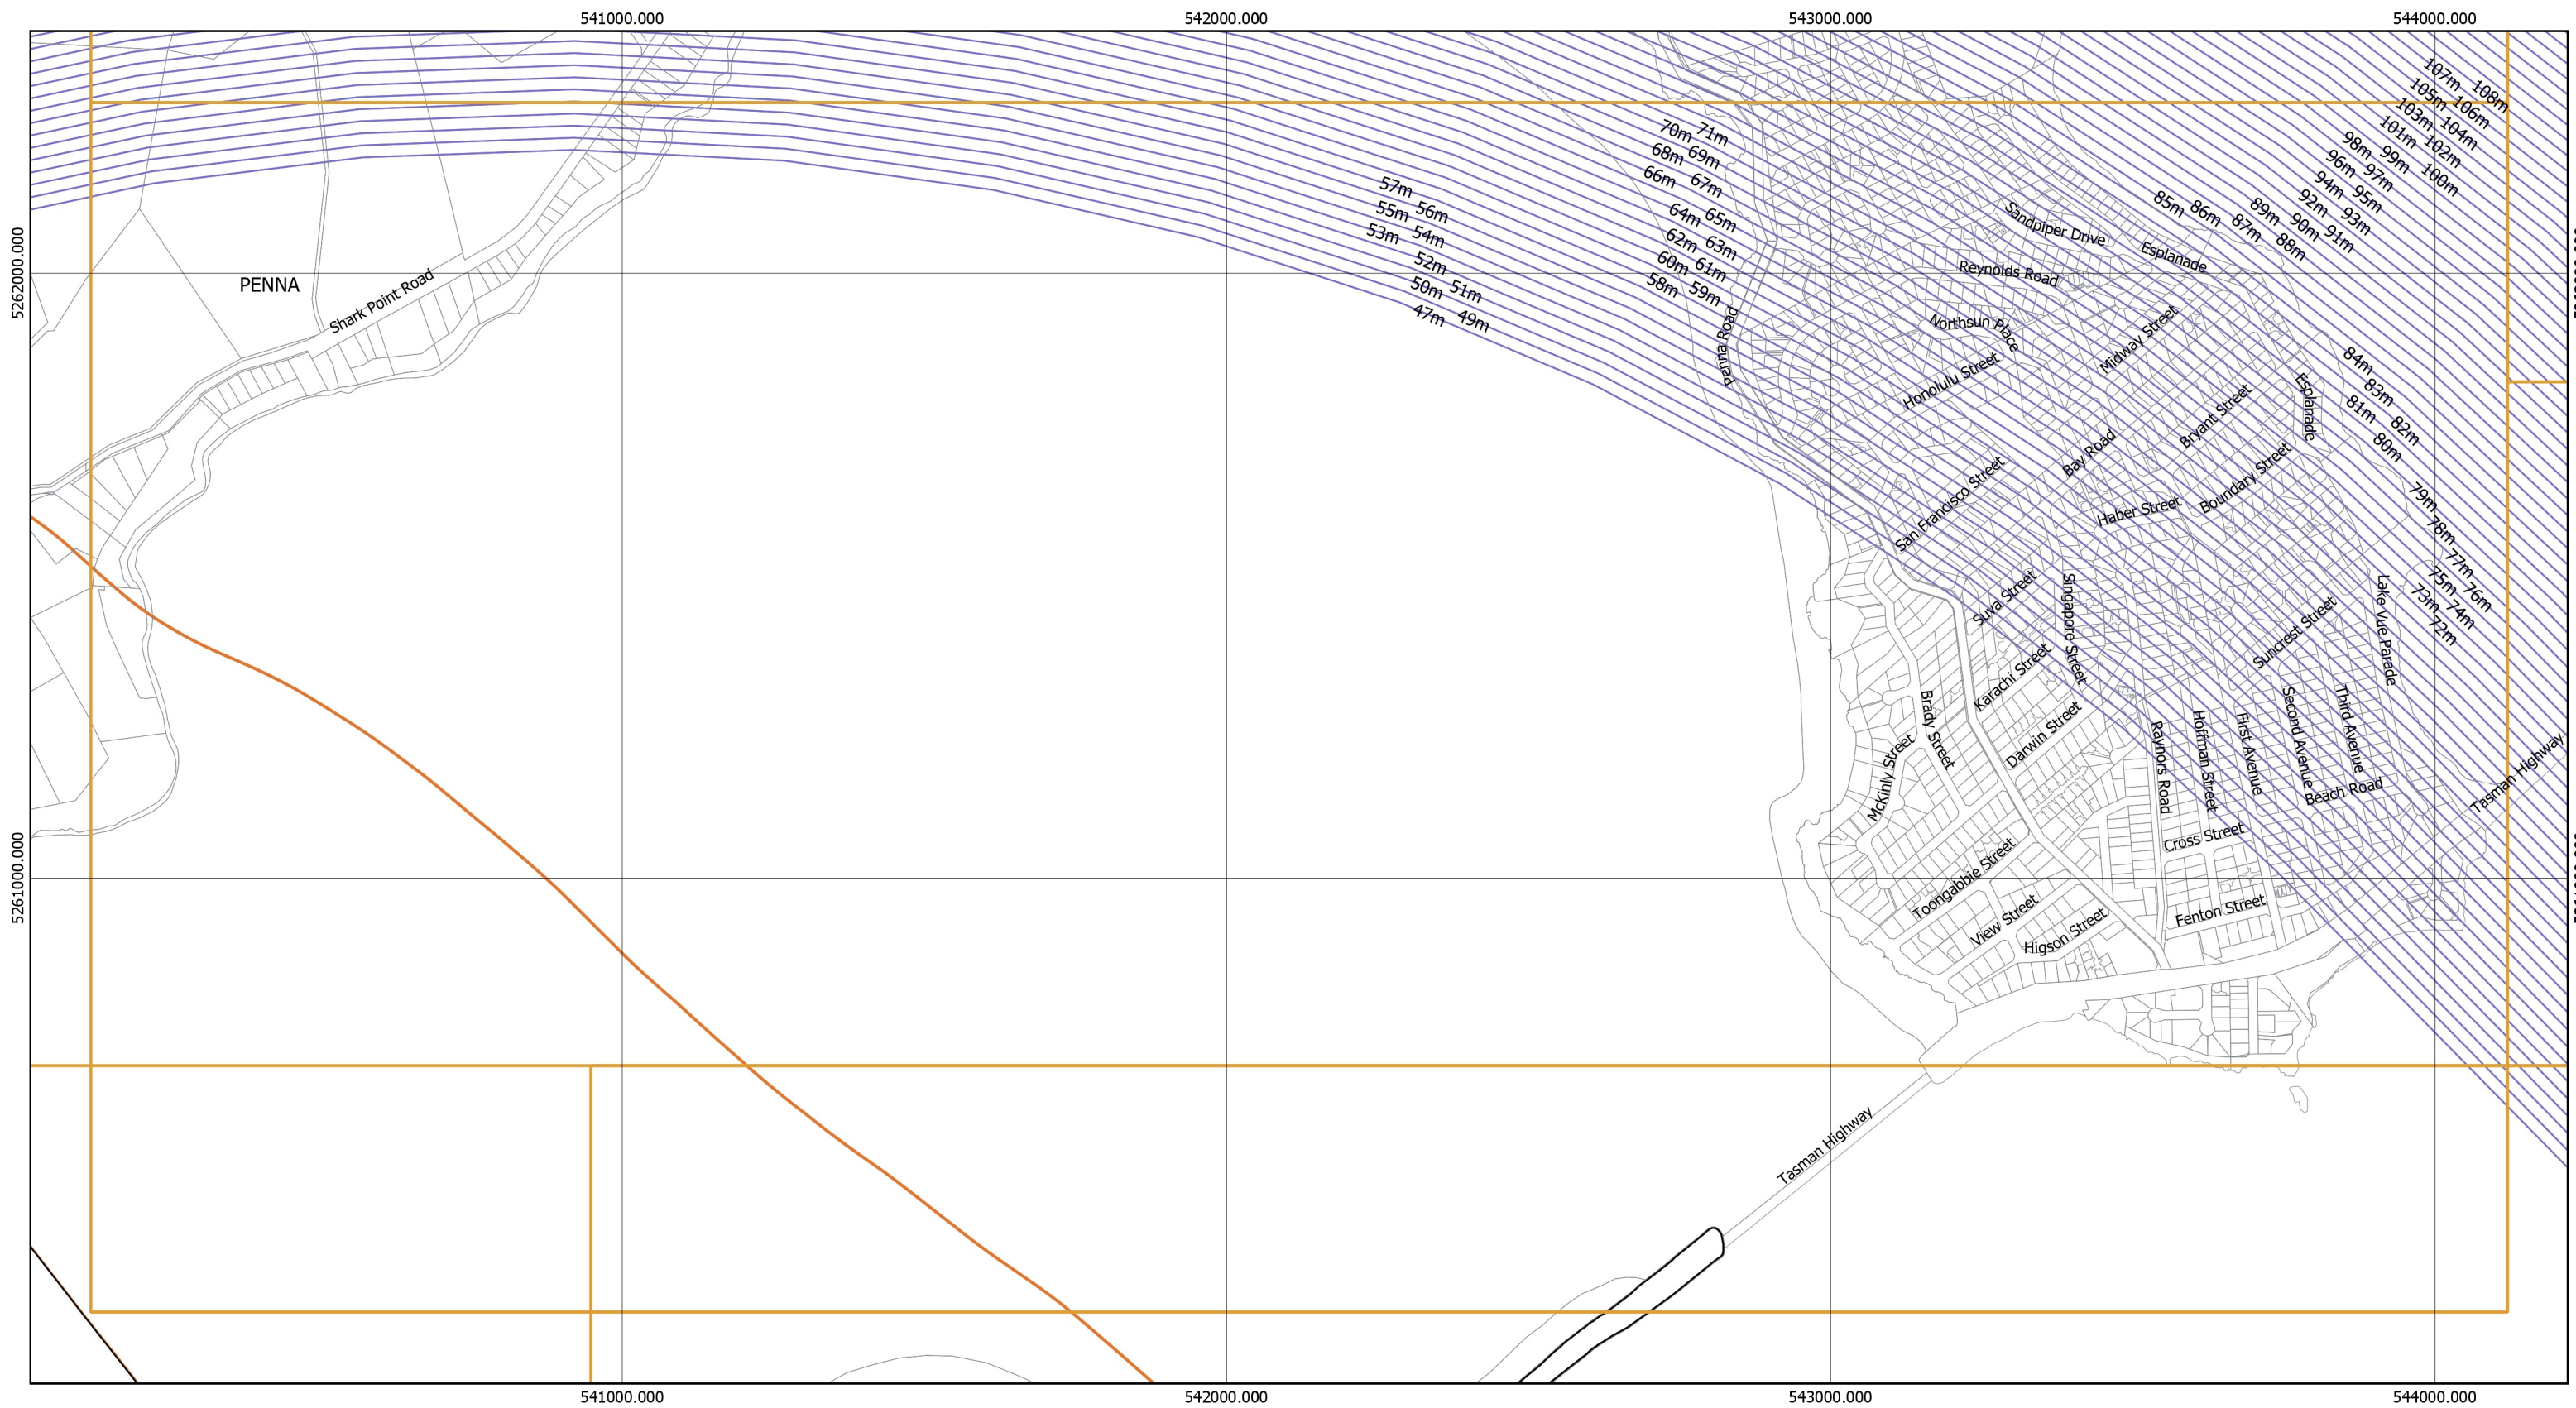 541000.000
542000.000
543000.000
544000.000
107m 108m
105m 106m
103m 104m
101m 102m
98m 99m 100m
96m 97m
94m 95m
92m 93m
89m 90m 91m
85m 86m 87m 88m
70m 71m
68m 69m
66m 67m
64m 65m
62m 63m
60m 61m
58m 59m
57m 56m
55m 54m
53m 52m
50m 51m
47m 49m
Sandpiper Drive
Esplanade
Reynolds Road
5262000.000
PENNA
Shark Point Road
Penna Road
Northsun Place
Midway Street
Honolulu Street
84m
83m
81m 82m
80m
Esplanade
Bryant Street
Bay Road
Boundary Street
San Francisco Street
Haber Street
79m
78m
77m
75m 76m
73m 74m
72m
Suva Street
Singapore Street
Lake Vue Parade
Suncrest Street
Karachi Street
Brady Street
Darwin Street
McKinly Street
Raynors Road
Hoffman Street
First Avenue
Second Avenue
Third Avenue
Beach Road
Tasman Highway
Cross Street
5261000.000
Toongabbie Street
View Street
Higson Street
Fenton Street
Tasman Highway
541000.000
542000.000
543000.000
544000.000